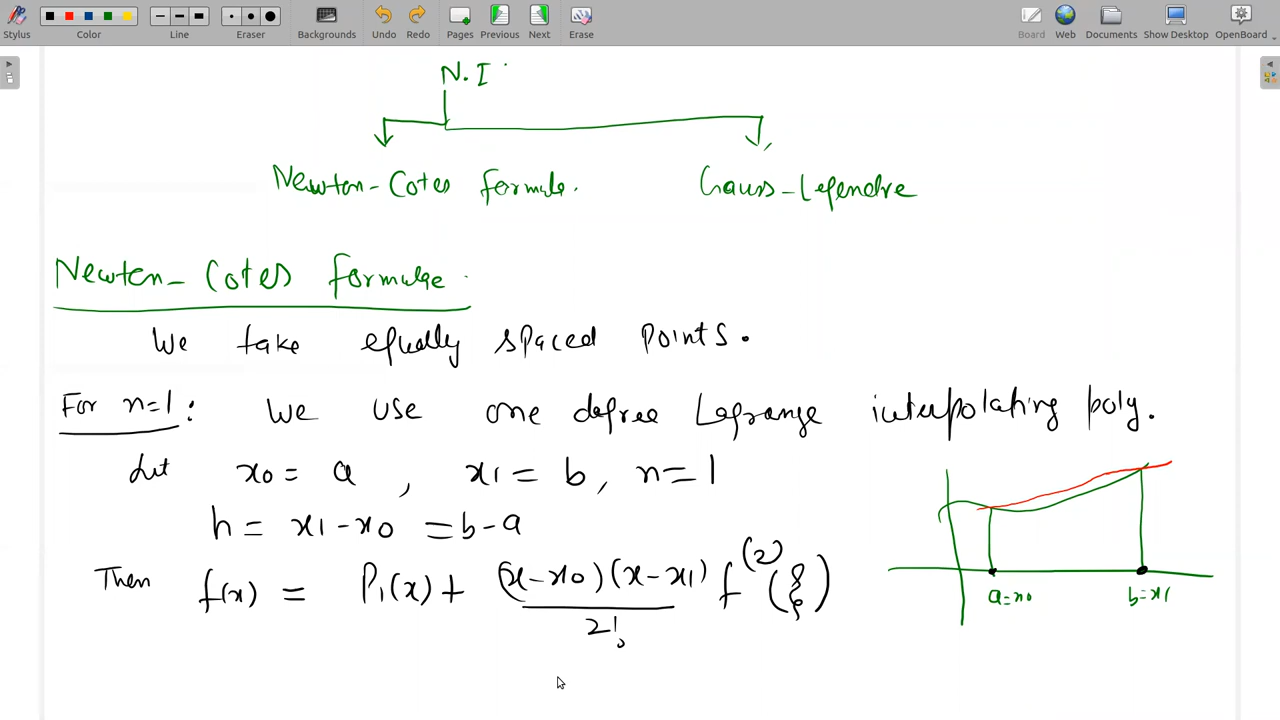 Stylus Color Line Eraser Backgrounds Undo Redo Pages Previous Next Erase Board Web Documents Show Desktop OpenBoard
N.I
Newton-Cotes formula. Gauss-Legendre
Newton-Cotes formulae
We take equally spaced points.
For n=1: We use one degree Lagrange interpolating poly.
Let x0 = a, x1 = b, n=1
h = x1-x0 = b-a
Then f(x) = P1(x) + (x-x0)(x-x1)/2! f^(2)(ξ)
a=x0 b=x1